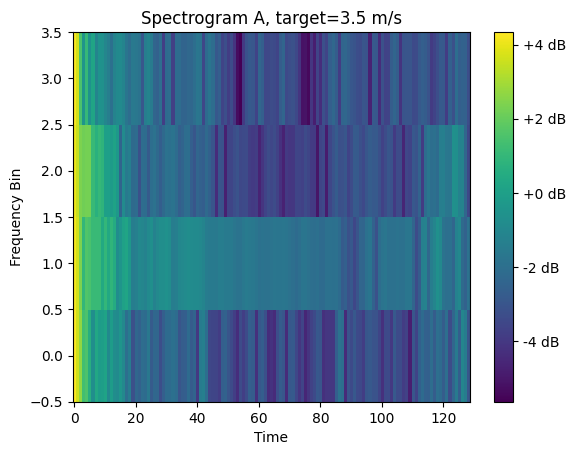 Spectrogram A, target=3.5 m/s
3.5
3.0
2.5
2.0
1.5
1.0
0.5
0.0
−0.5
Frequency Bin
0 20 40 60 80 100 120
Time
+4 dB
+2 dB
+0 dB
-2 dB
-4 dB